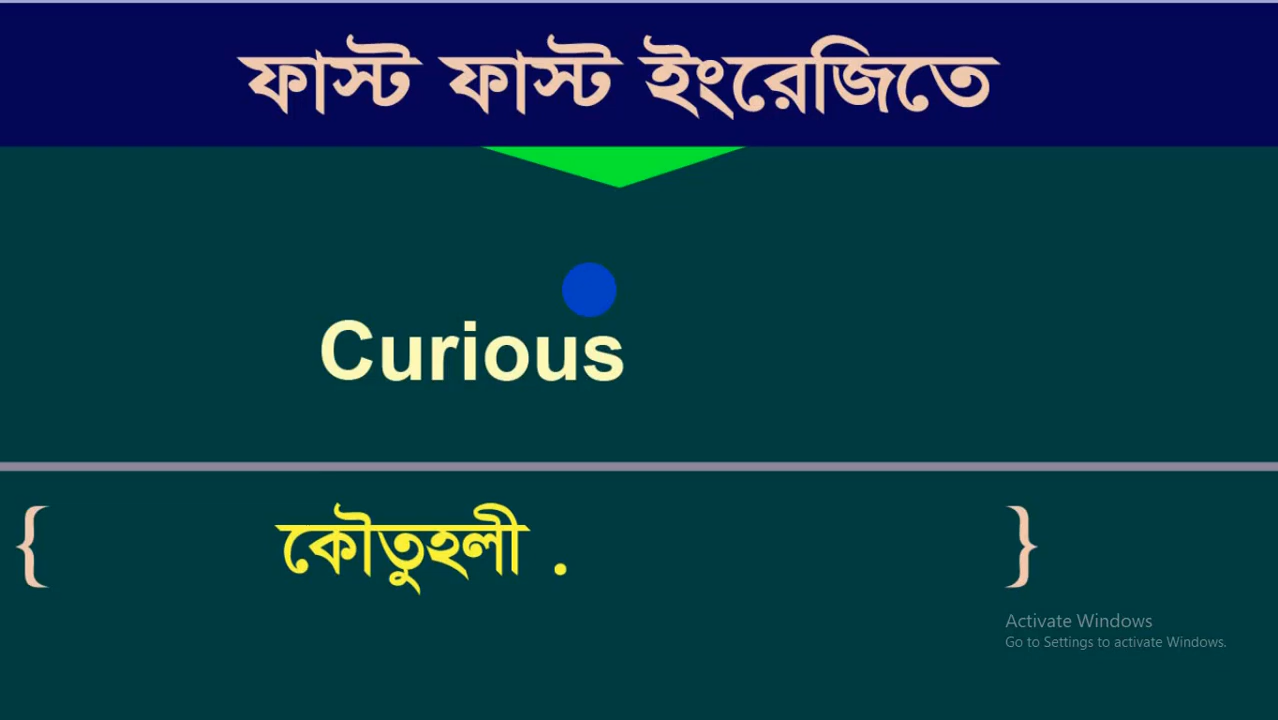 ফাস্ট ফাস্ট ইংরেজিতে
Curious
{ কৌতুহলী . }
Activate Windows
Go to Settings to activate Windows.